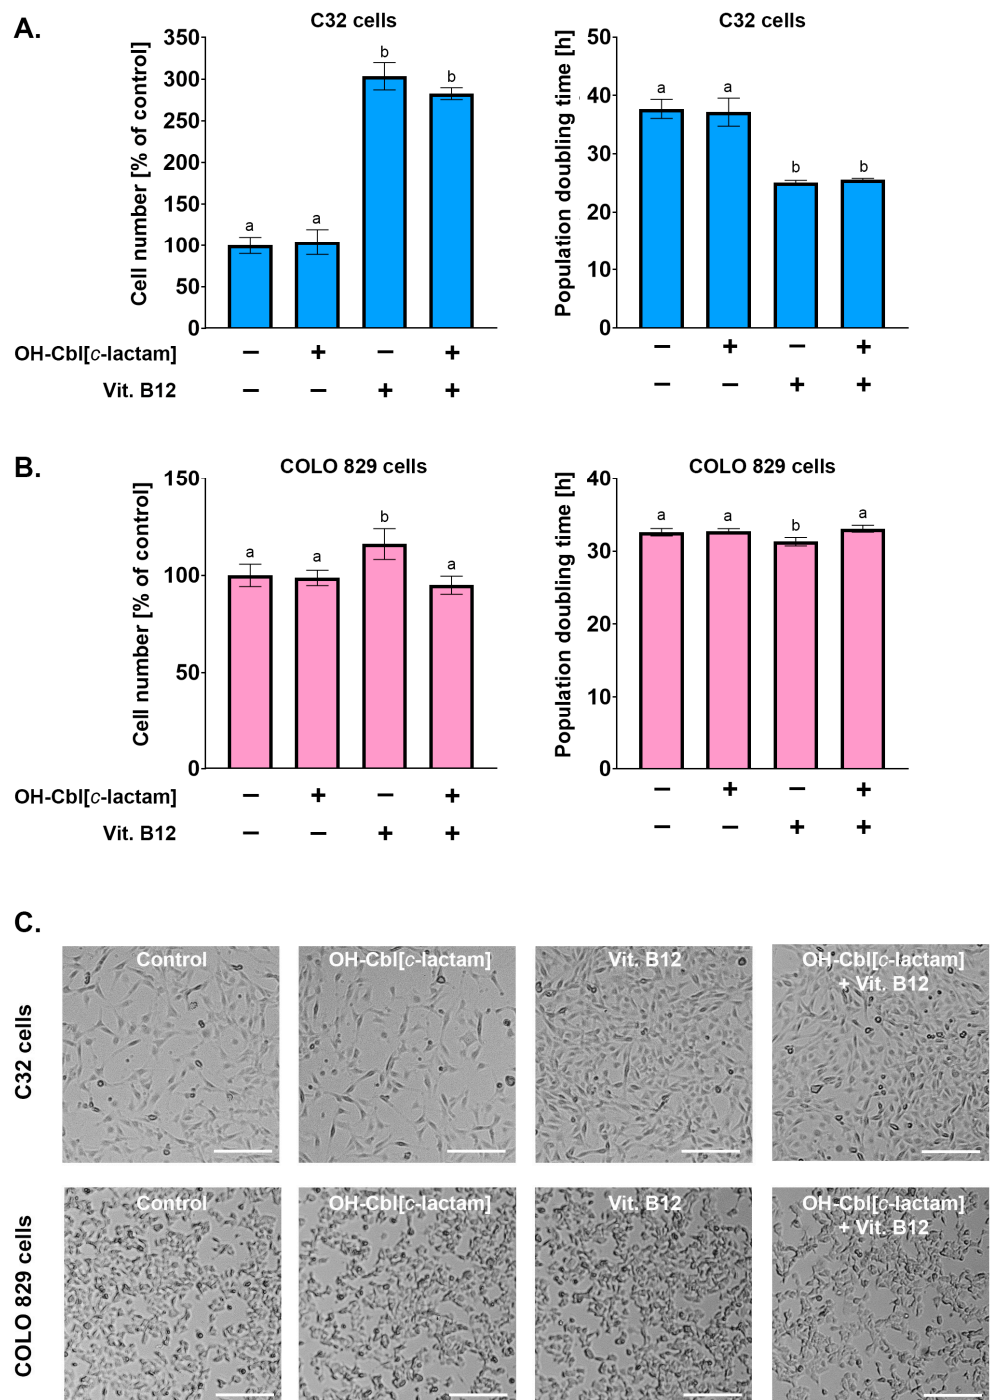 A.
C32 cells
Cell number [% of control]
350
300
250
200
150
100
50
0
a
a
b
b
C32 cells
Population doubling time [h]
50
40
30
20
10
0
a
a
b
b
OH-Cbl[c-lactam]
– + – +
– + – +
Vit. B12
– – + +
– – + +
B.
COLO 829 cells
Cell number [% of control]
150
100
50
0
a
a
b
a
COLO 829 cells
Population doubling time [h]
40
30
20
10
0
a
a
b
a
OH-Cbl[c-lactam]
– + – +
– + – +
Vit. B12
– – + +
– – + +
C.
C32 cells
Control
OH-Cbl[c-lactam]
Vit. B12
OH-Cbl[c-lactam]
+ Vit. B12
COLO 829 cells
Control
OH-Cbl[c-lactam]
Vit. B12
OH-Cbl[c-lactam]
+ Vit. B12